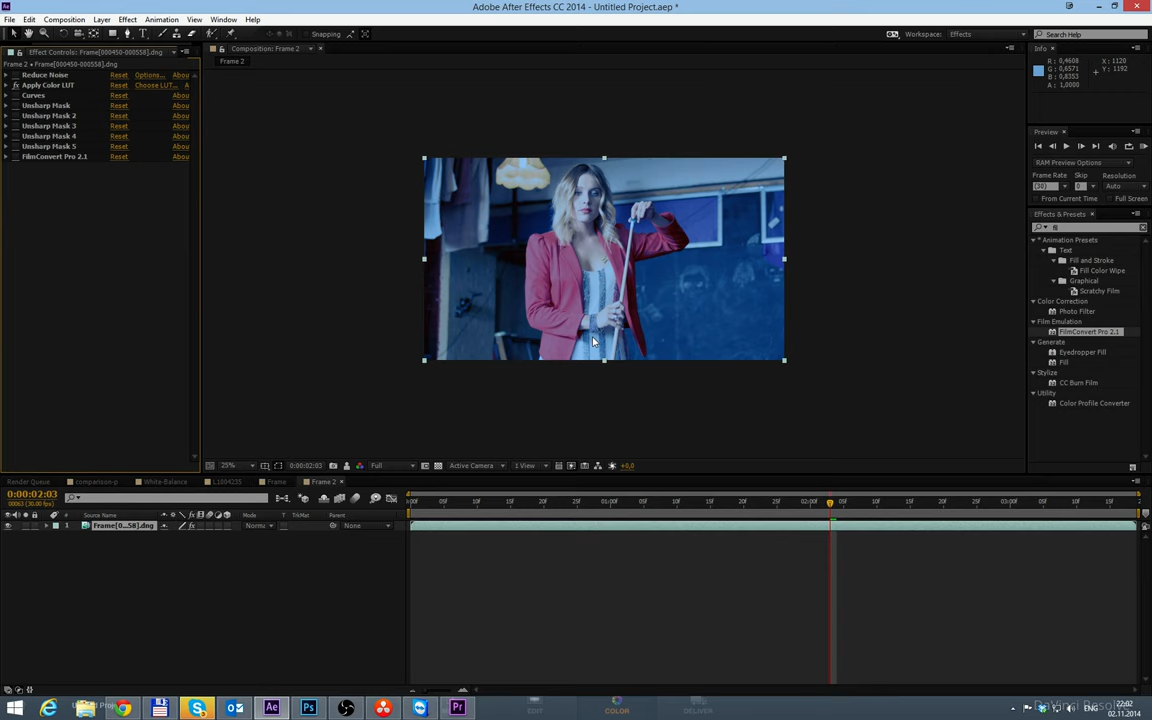 Adobe After Effects CC 2014 - Untitled Project.aep *
File Edit Composition Layer Effect Animation View Window Help
Snapping
Workspace: Effects
Search Help
Effect Controls: Frame[000450-000558].dng
Frame 2 • Frame[000450-000558].dng
Reduce Noise Reset Options... Abou
Apply Color LUT Reset Choose LUT... A
Curves Reset Abou
Unsharp Mask Reset Abou
Unsharp Mask 2 Reset Abou
Unsharp Mask 3 Reset Abou
Unsharp Mask 4 Reset Abou
Unsharp Mask 5 Reset Abou
FilmConvert Pro 2.1 Reset Abou
Composition: Frame 2
Frame 2
Info
R : 0,4608
G : 0,6571
B : 0,8353
A : 1,0000
X : 1120
Y : 1192
Preview
RAM Preview Options
Frame Rate Skip Resolution
(30) 0 Auto
From Current Time Full Screen
Effects & Presets
fil
* Animation Presets
Text
Fill and Stroke
Fill Color Wipe
Graphical
Scratchy Film
Color Correction
Photo Filter
Film Emulation
FilmConvert Pro 2.1
Generate
Eyedropper Fill
Fill
Stylize
CC Burn Film
Utility
Color Profile Converter
25% 0:00:02:03 Full Active Camera 1 View +0,0
Render Queue comparison-p White-Balance L1084235 Frame Frame 2
0:00:02:03
00063 (30.00 fps)
# Source Name Mode T TrkMat Parent
1 Frame[0...58].dng Norm None
:00F 05F 10F 15F 20F 25F 01:00F 05F 10F 15F 20F 25F 02:00F 05F 10F 15F 20F 25F 03:00F 05F 10F 15F
EDIT COLOR DELIVER
ENG
22:02
02.11.2014